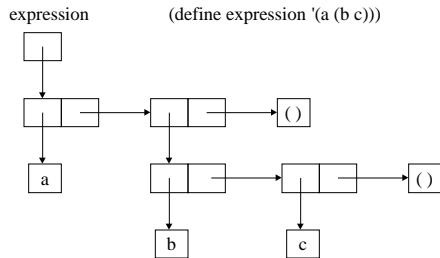 expression (define expression '(a (b c)))
( )
a ( )
b c